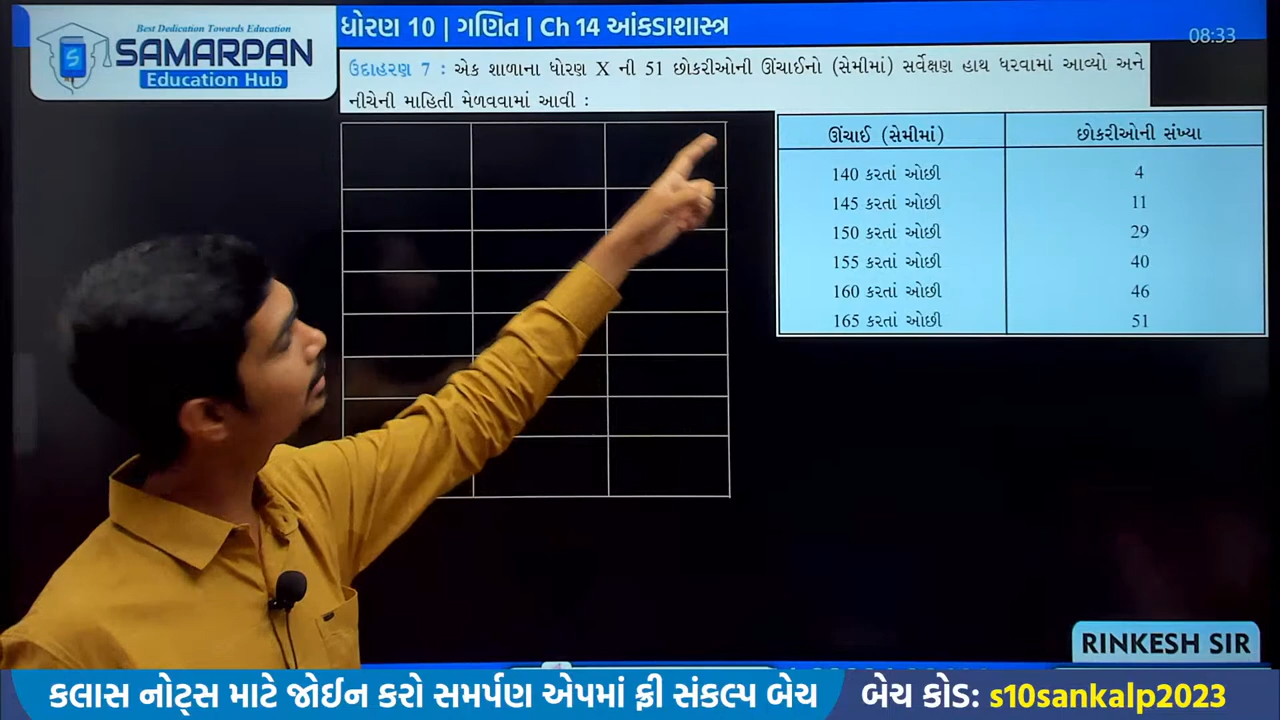 Best Dedication Towards Education
SAMARPAN
Education Hub
ધોરણ 10 | ગણિત | Ch 14 આંકડાશાસ્ત્ર
08:33
ઉદાહરણ 7 : એક શાળાના ધોરણ X ની 51 છોકરીઓની ઊંચાઈનો (સેમીમાં) સર્વેક્ષણ હાથ ધરવામાં આવ્યો અને
નીચેની માહિતી મેળવવામાં આવી :
ઊંચાઈ (સેમીમાં) છોકરીઓની સંખ્યા
140 કરતાં ઓછી 4
145 કરતાં ઓછી 11
150 કરતાં ઓછી 29
155 કરતાં ઓછી 40
160 કરતાં ઓછી 46
165 કરતાં ઓછી 51
RINKESH SIR
કલાસ નોટ્સ માટે જોઈન કરો સમર્પણ એપમાં ફ્રી સંકલ્પ બેચ
બેચ કોડ: s10sankalp2023